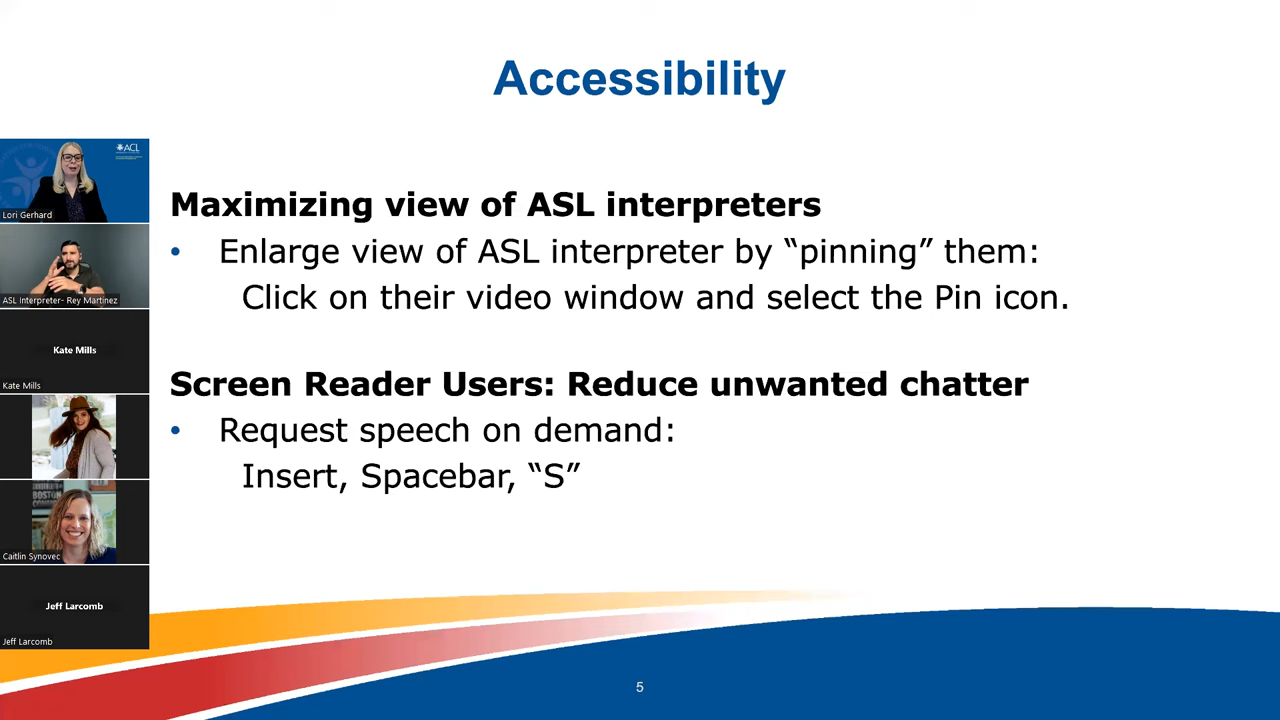 Accessibility
ACL
Lori Gerhard
ASL Interpreter- Rey Martinez
Kate Mills
Kate Mills
BOSTON
Caitlin Synovec
Jeff Larcomb
Jeff Larcomb
Maximizing view of ASL interpreters
• Enlarge view of ASL interpreter by “pinning” them:
Click on their video window and select the Pin icon.
Screen Reader Users: Reduce unwanted chatter
• Request speech on demand:
Insert, Spacebar, “S”
5